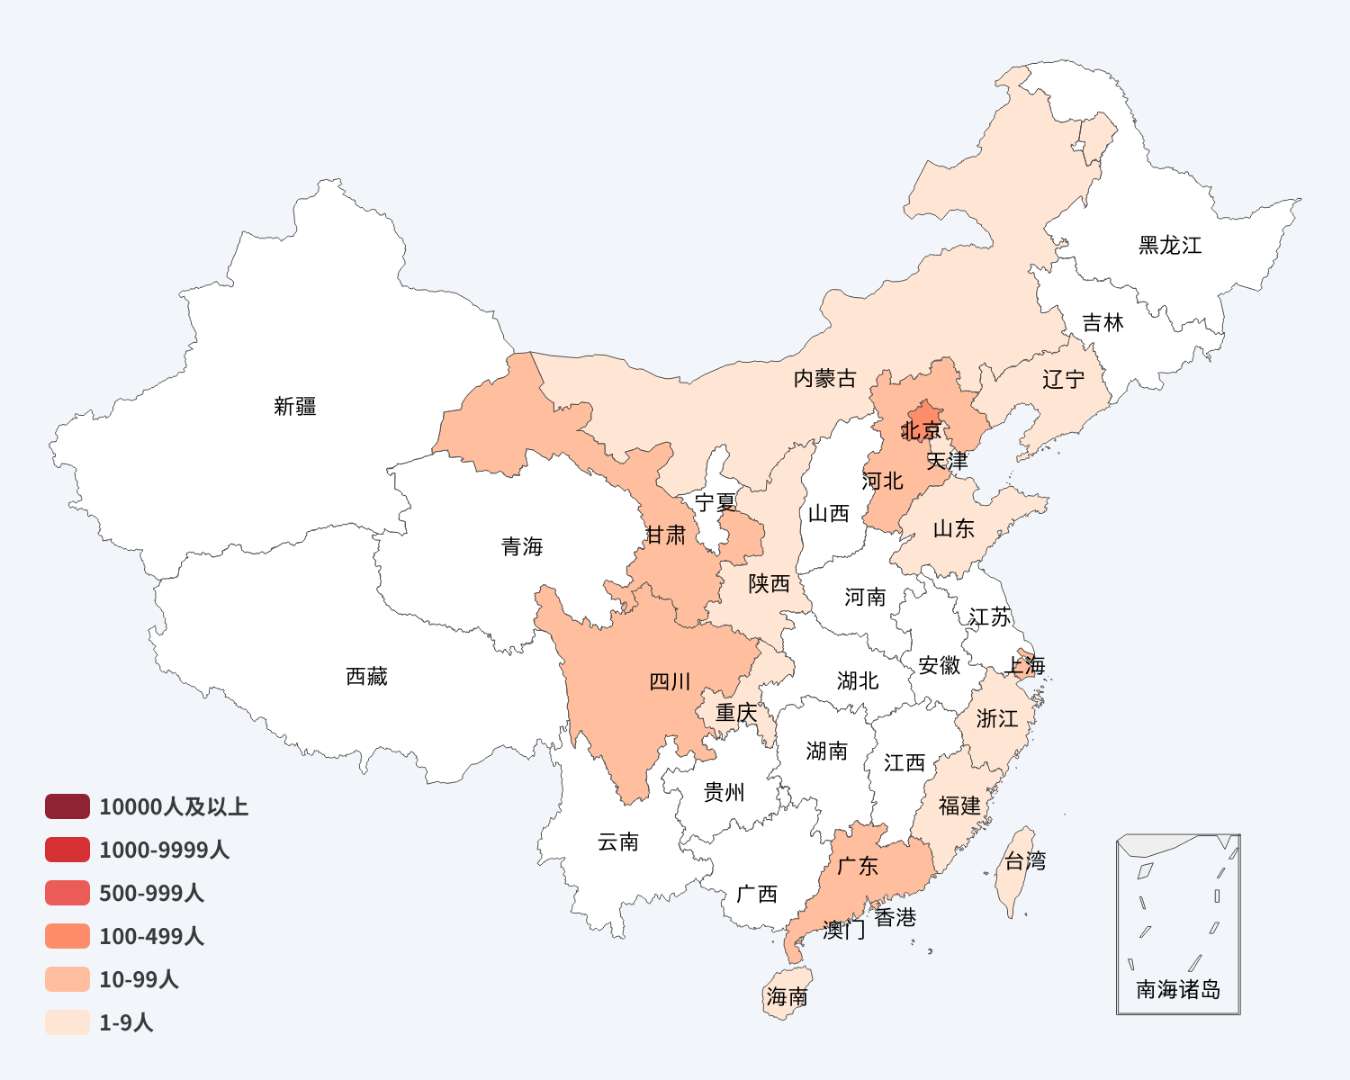 黑龙江
吉林
内蒙古
辽宁
新疆
北京
天津
河北
宁夏
山西
山东
甘肃
青海
陕西
河南
江苏
安徽
上海
西藏
四川
湖北
重庆
浙江
湖南
江西
贵州
福建
云南
台湾
广东
广西
香港
澳门
海南
南海诸岛
10000人及以上
1000-9999人
500-999人
100-499人
10-99人
1-9人